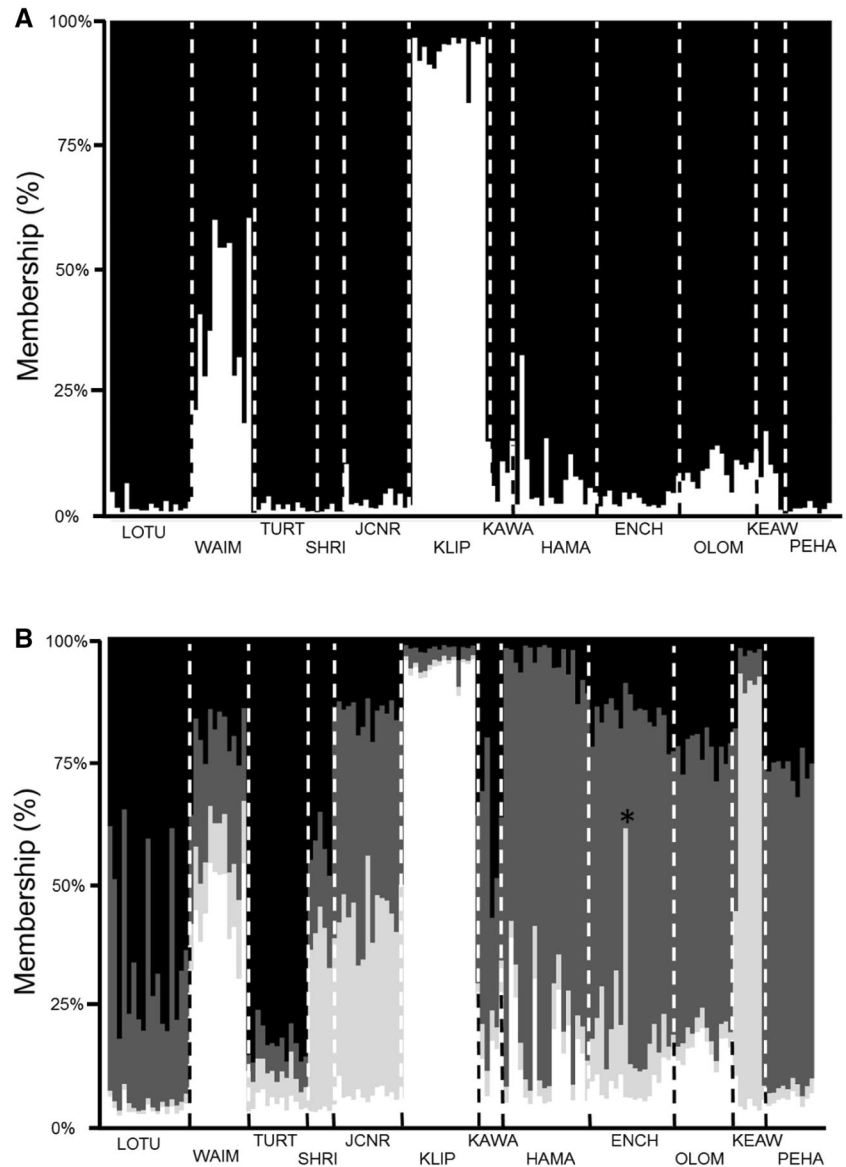 A
100%
75%
50%
25%
0%
Membership (%)
LOTU
WAIM
TURT
SHRI
JCNR
KLIP
KAWA
HAMA
ENCH
OLOM
KEAW
PEHA
B
100%
75%
50%
25%
0%
Membership (%)
*
LOTU
WAIM
TURT
SHRI
JCNR
KLIP
KAWA
HAMA
ENCH
OLOM
KEAW
PEHA